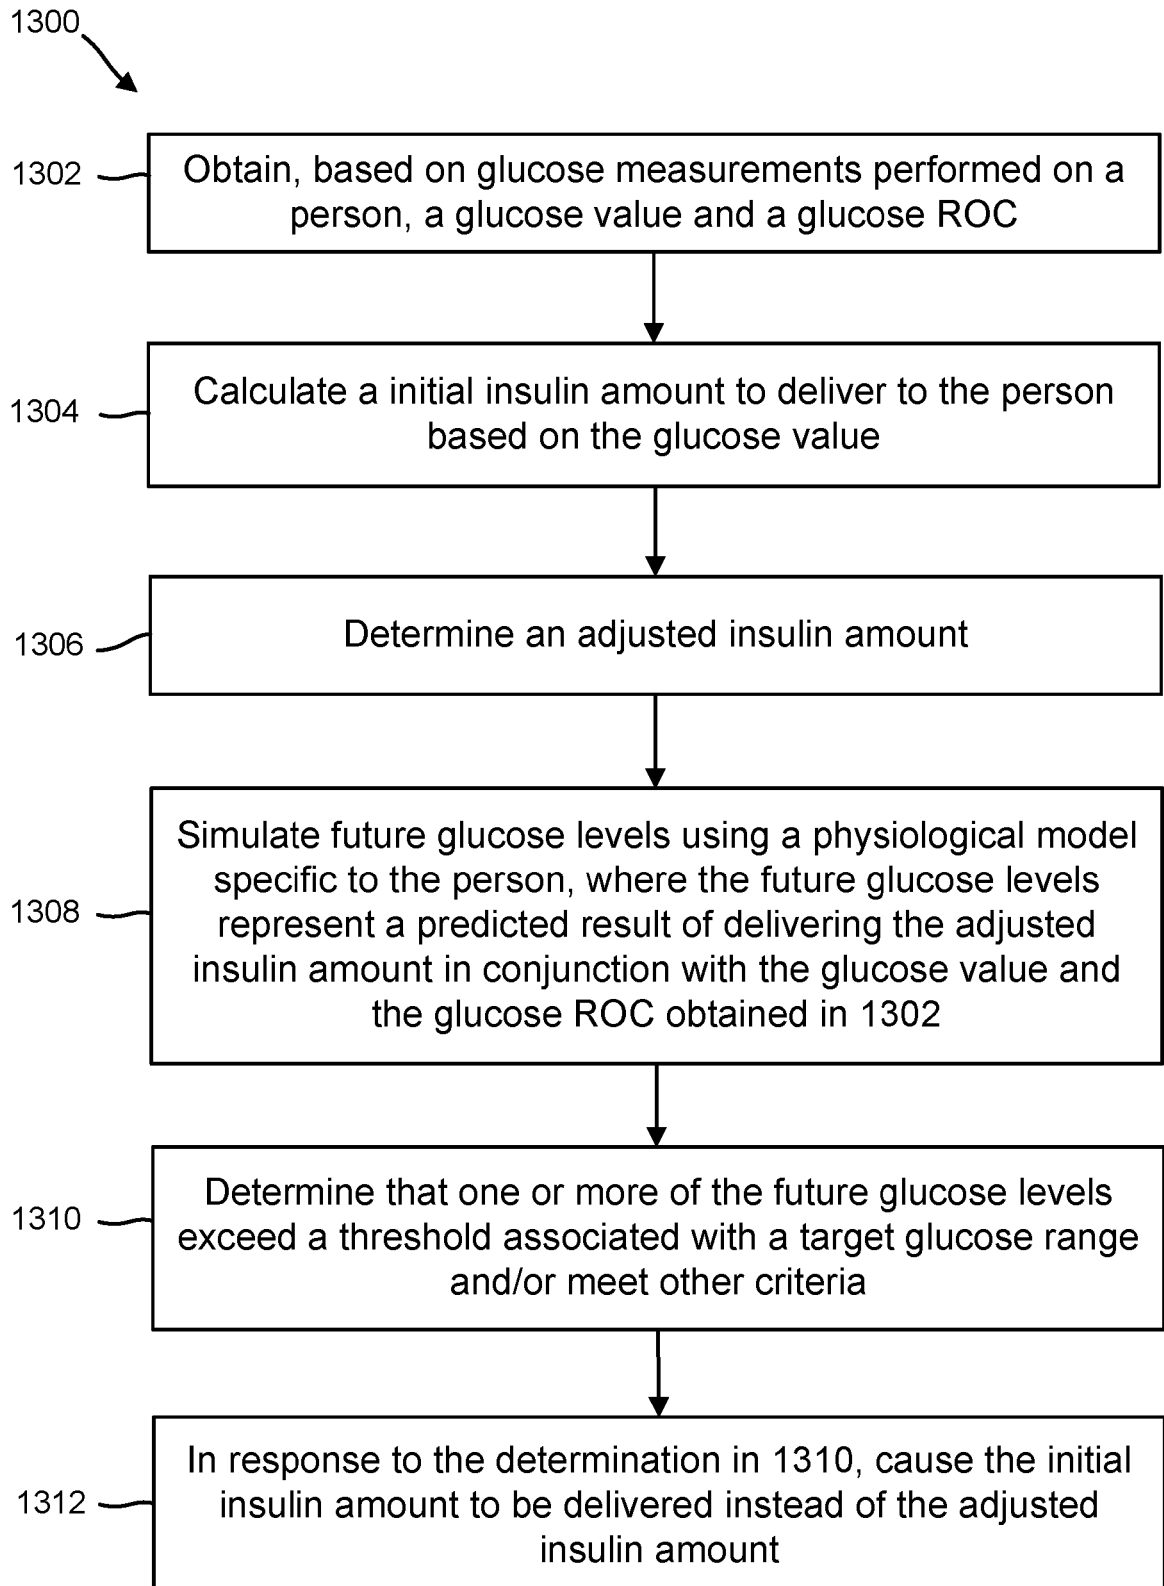 1300
1302
Obtain, based on glucose measurements performed on a
person, a glucose value and a glucose ROC
1304
Calculate a initial insulin amount to deliver to the person
based on the glucose value
1306
Determine an adjusted insulin amount
1308
Simulate future glucose levels using a physiological model
specific to the person, where the future glucose levels
represent a predicted result of delivering the adjusted
insulin amount in conjunction with the glucose value and
the glucose ROC obtained in 1302
1310
Determine that one or more of the future glucose levels
exceed a threshold associated with a target glucose range
and/or meet other criteria
1312
In response to the determination in 1310, cause the initial
insulin amount to be delivered instead of the adjusted
insulin amount